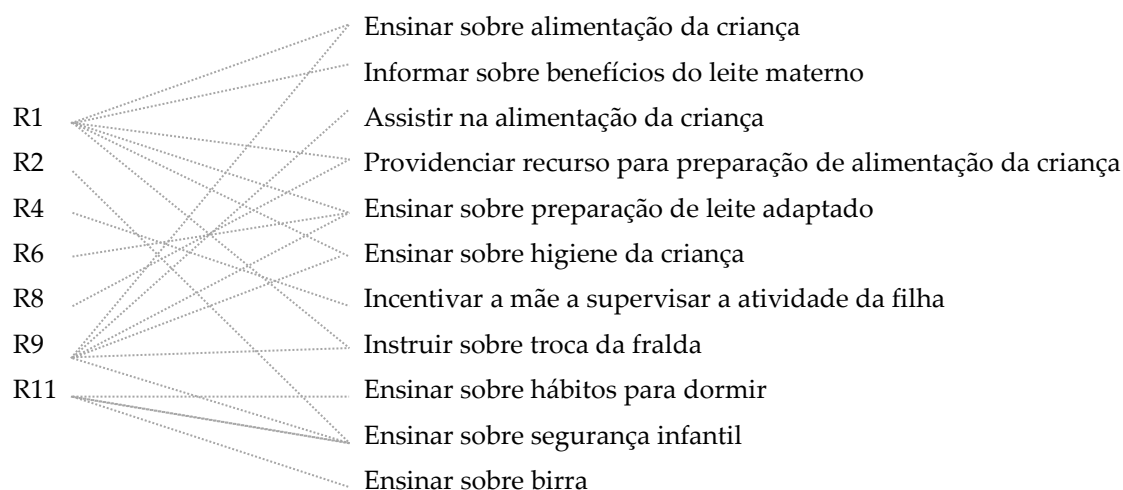 Ensinar sobre alimentação da criança
Informar sobre benefícios do leite materno
R1
Assistir na alimentação da criança
R2
Providenciar recurso para preparação de alimentação da criança
R4
Ensinar sobre preparação de leite adaptado
R6
Ensinar sobre higiene da criança
R8
Incentivar a mãe a supervisar a atividade da filha
R9
Instruir sobre troca da fralda
R11
Ensinar sobre hábitos para dormir
Ensinar sobre segurança infantil
Ensinar sobre birra